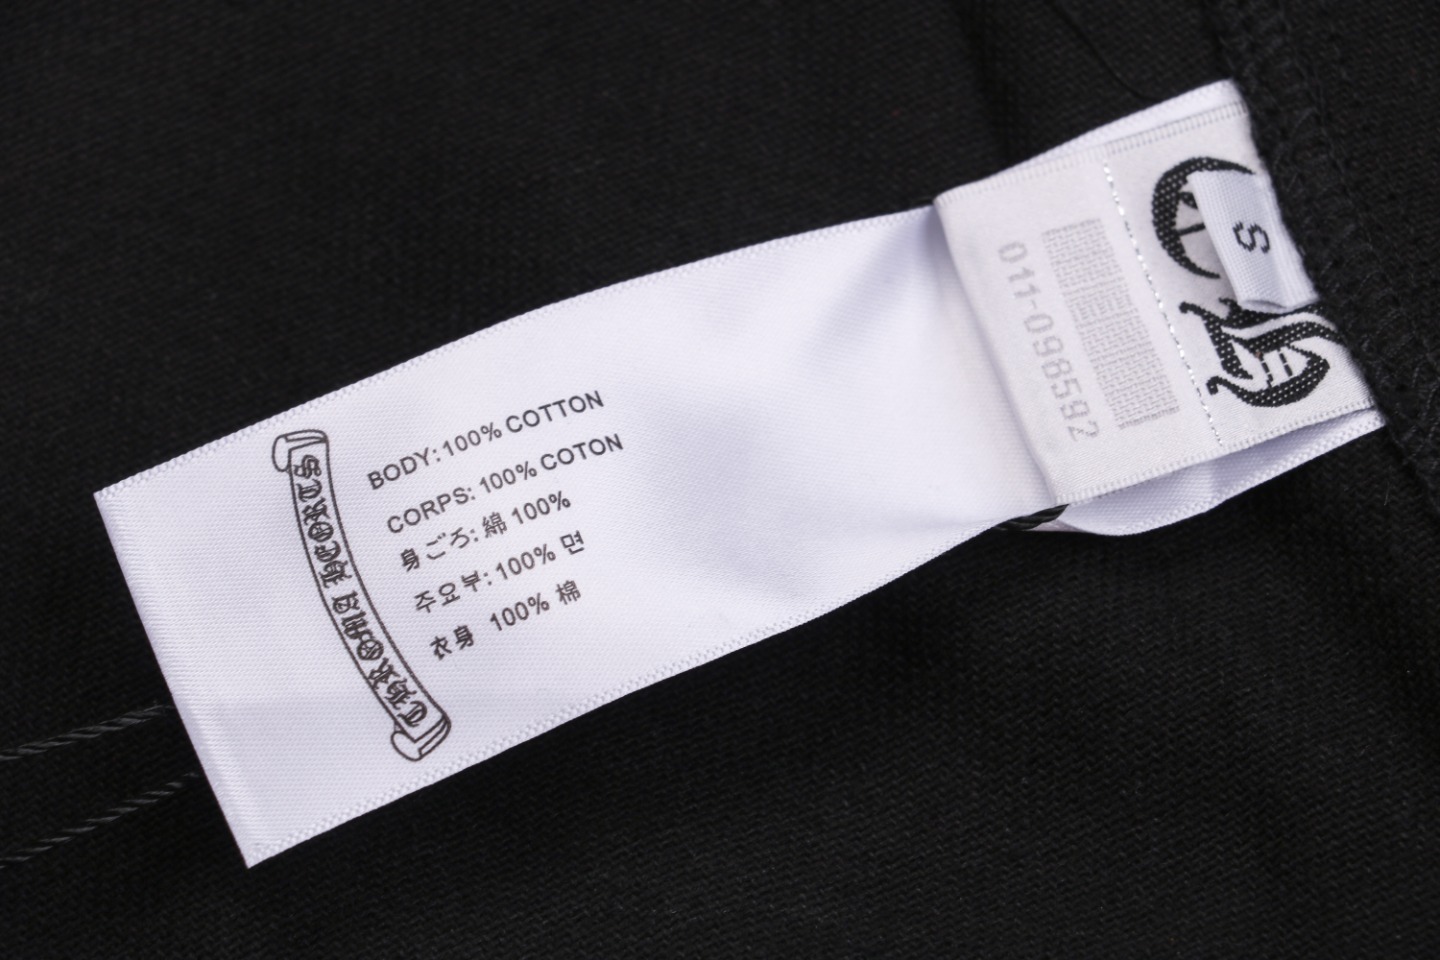 BODY: 100% COTTON
CORPS: 100% COTON
身ごろ: 綿 100%
주요부: 100% 면
衣身 100% 棉
CHROME HEARTS
011-098592
S
CH